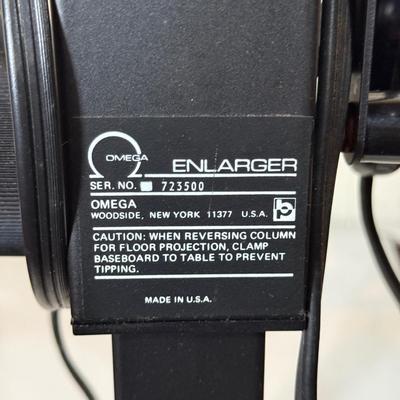 OMEGA
ENLARGER
SER. NO. 723500
OMEGA
WOODSIDE, NEW YORK 11377 U.S.A.
CAUTION: WHEN REVERSING COLUMN
FOR FLOOR PROJECTION, CLAMP
BASEBOARD TO TABLE TO PREVENT
TIPPING.
MADE IN U.S.A.